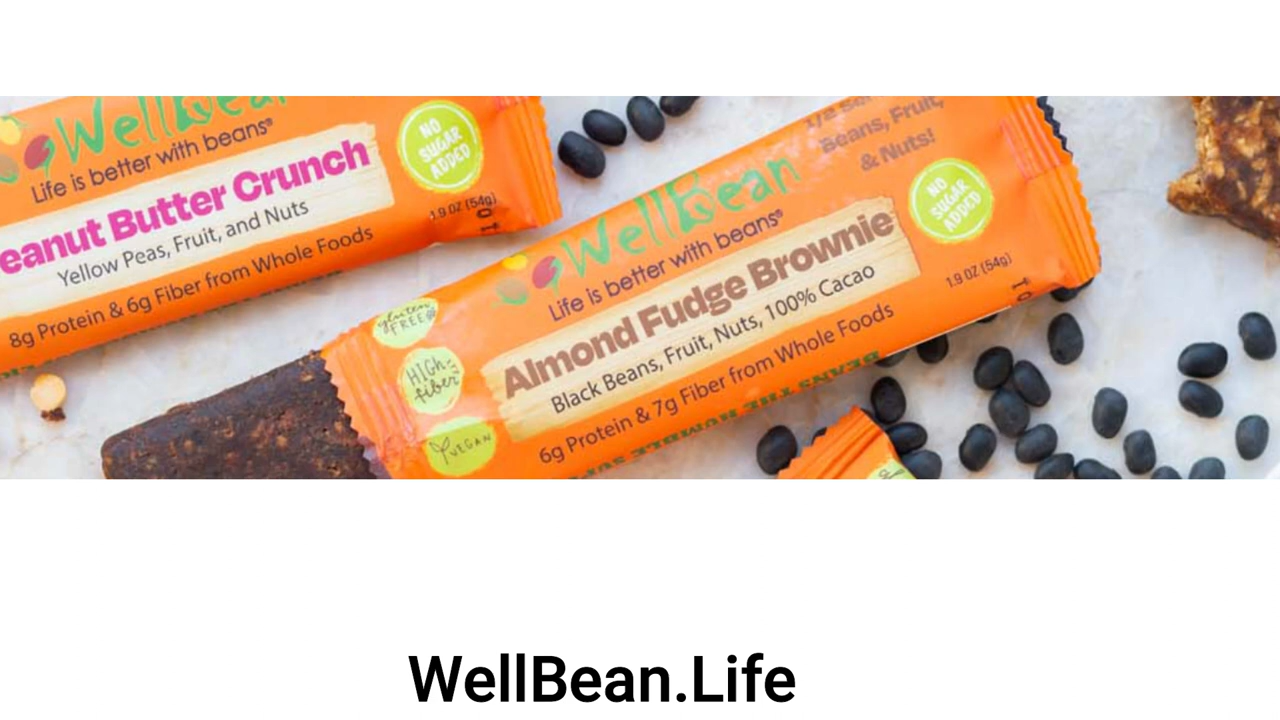 WellBean
Life is better with beans®
eanut Butter Crunch
Yellow Peas, Fruit, and Nuts
8g Protein & 6g Fiber from Whole Foods
NO
SUGAR
ADDED
1.9 OZ (54g)
Beans, Fruit,
& Nuts!
WellBean
Life is better with beans®
Almond Fudge Brownie
Black Beans, Fruit, Nuts, 100% Cacao
6g Protein & 7g Fiber from Whole Foods
NO
SUGAR
ADDED
1.9 OZ (54g)
gluten
FREE
HIGH
fiber
VEGAN
BEANS THE HUMBLE
WellBean.Life